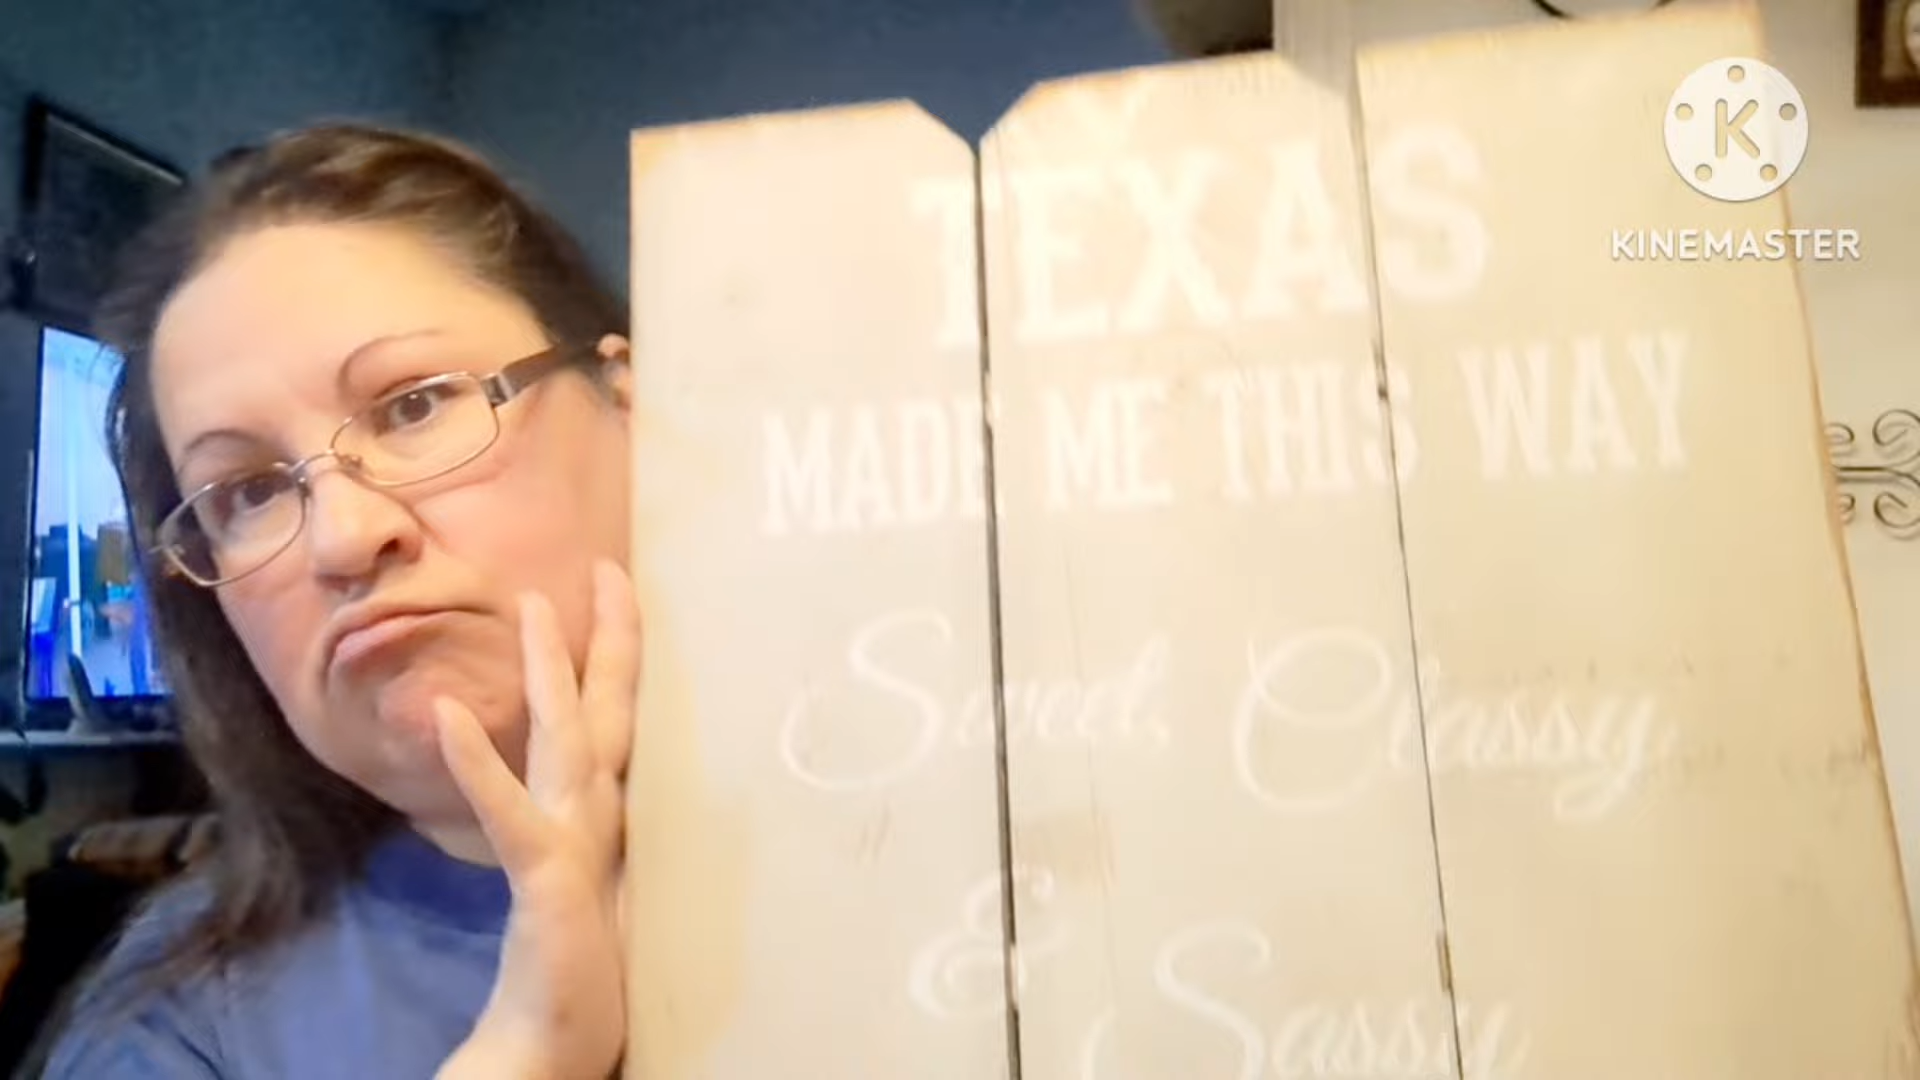 TEXAS
MADE ME THIS WAY
Sweet, Classy,
& Sassy
K
KINEMASTER